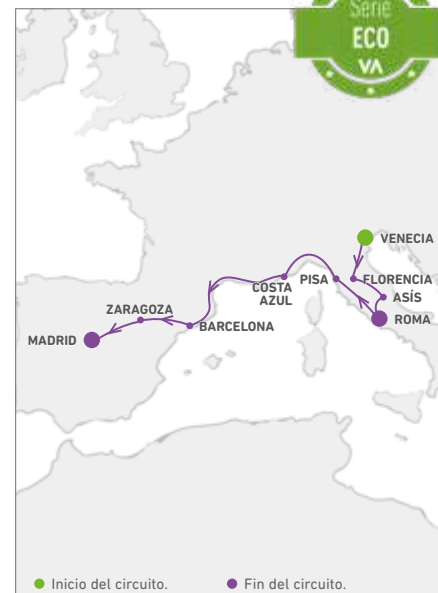 Serie
ECO
VA
VENECIA
FLORENCIA
ASÍS
ROMA
PISA
COSTA
AZUL
BARCELONA
ZARAGOZA
MADRID
Inicio del circuito.
Fin del circuito.